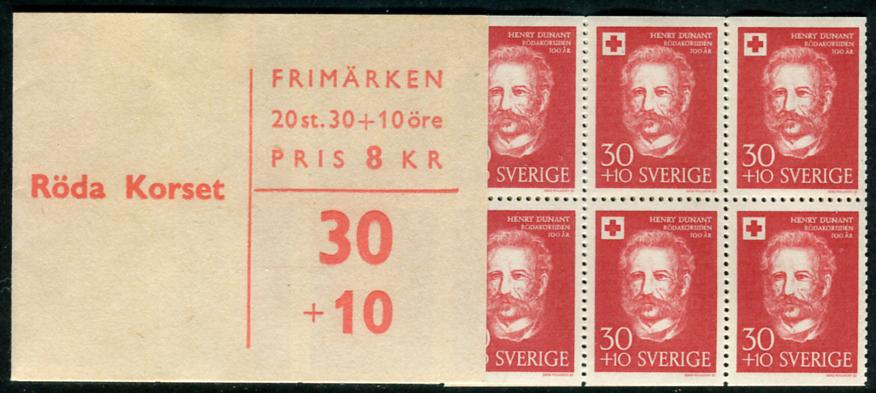 Röda Korset
FRIMÄRKEN
20 st. 30+10 öre
PRIS 8 KR
30
+10
HENRY DUNANT
RÖDAKORSIDÉN
100 ÅR
SVERIGE
HENRY DUNANT
RÖDAKORSIDÉN
100 ÅR
30
+10 SVERIGE
HENRY DUNANT
RÖDAKORSIDÉN
100 ÅR
30
+10 SVERIGE
HENRY DUNANT
RÖDAKORSIDÉN
100 ÅR
SVERIGE
HENRY DUNANT
RÖDAKORSIDÉN
100 ÅR
30
+10 SVERIGE
HENRY DUNANT
RÖDAKORSIDÉN
100 ÅR
30
+10 SVERIGE